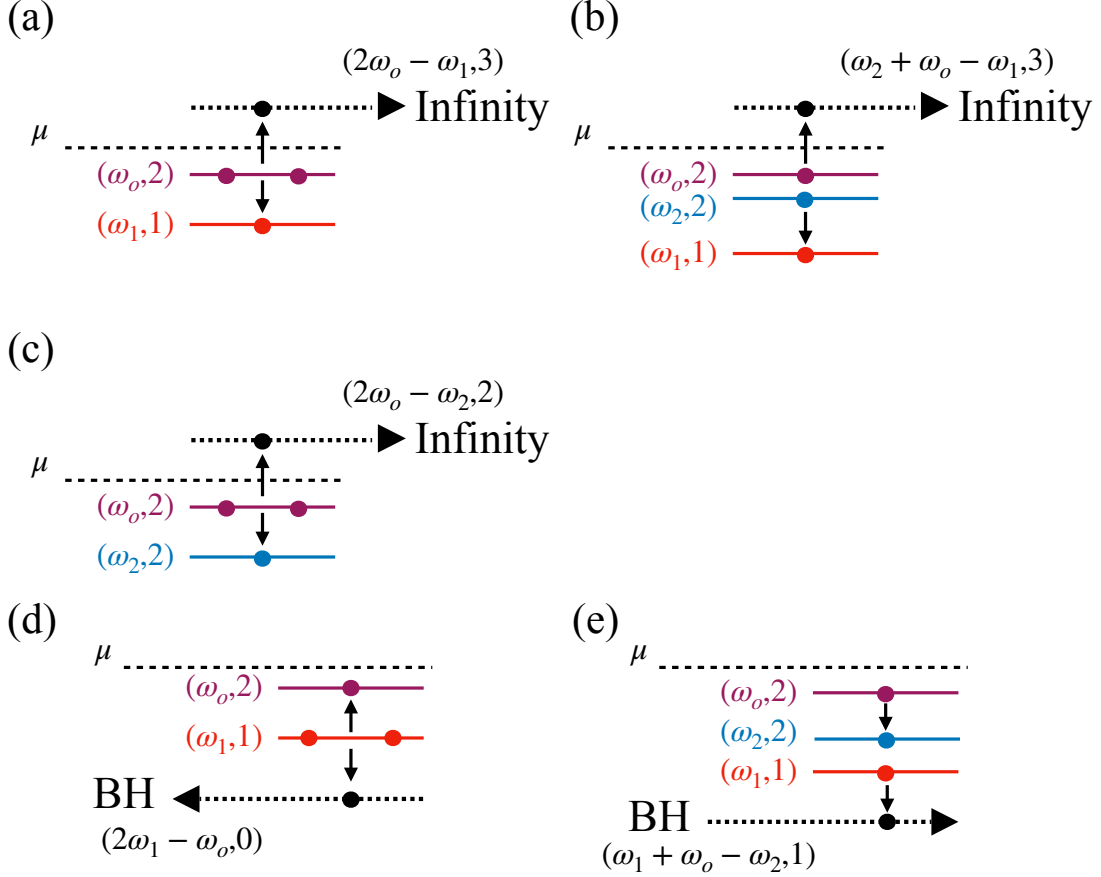 (a)
(2ωₒ − ω₁,3)
Infinity
μ
(ωₒ,2)
(ω₁,1)
(b)
(ω₂ + ωₒ − ω₁,3)
Infinity
μ
(ωₒ,2)
(ω₂,2)
(ω₁,1)
(c)
(2ωₒ − ω₂,2)
Infinity
μ
(ωₒ,2)
(ω₂,2)
(d)
μ
(ωₒ,2)
(ω₁,1)
BH
(2ω₁ − ωₒ,0)
(e)
μ
(ωₒ,2)
(ω₂,2)
(ω₁,1)
BH
(ω₁ + ωₒ − ω₂,1)